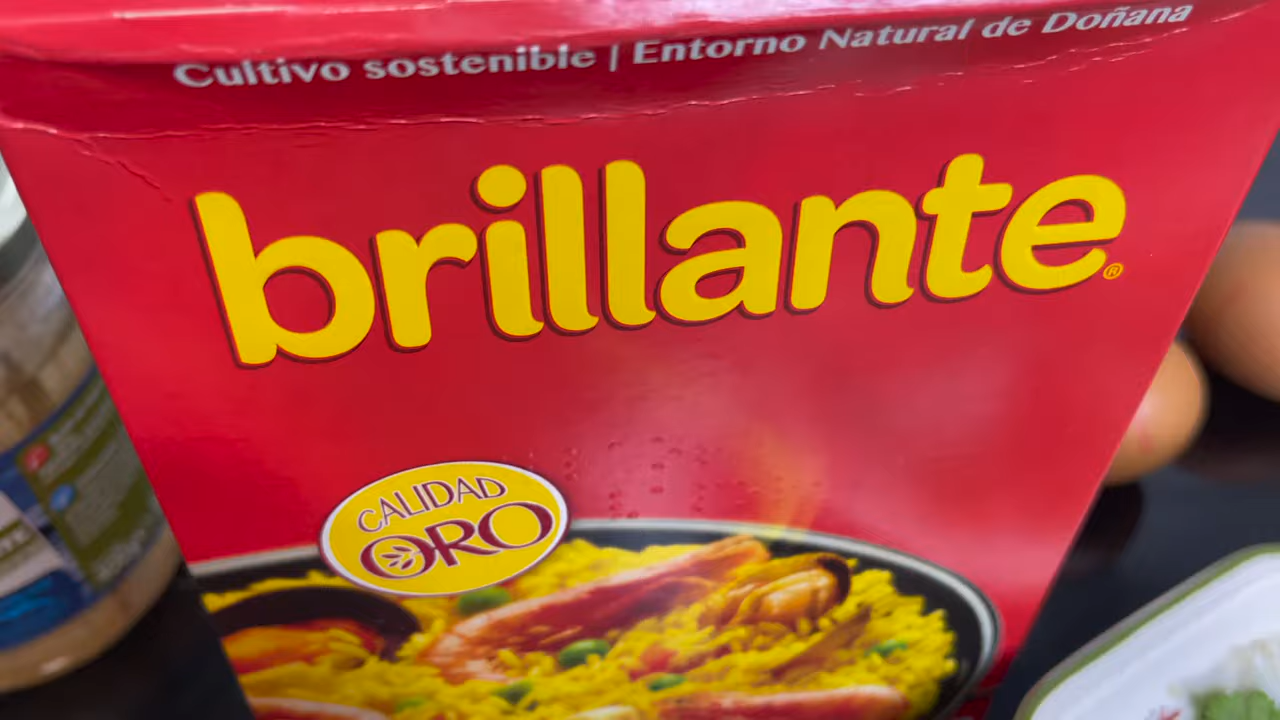 Cultivo sostenible | Entorno Natural de Doñana
brillante®
CALIDAD
ORO